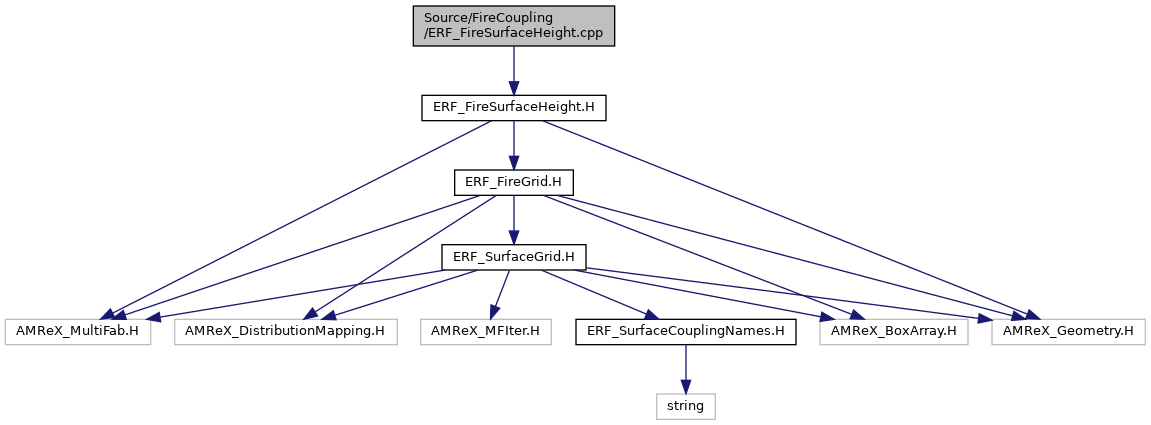 Source/FireCoupling
/ERF_FireSurfaceHeight.cpp
ERF_FireSurfaceHeight.H
ERF_FireGrid.H
ERF_SurfaceGrid.H
AMReX_MultiFab.H
AMReX_DistributionMapping.H
AMReX_MFIter.H
ERF_SurfaceCouplingNames.H
AMReX_BoxArray.H
AMReX_Geometry.H
string